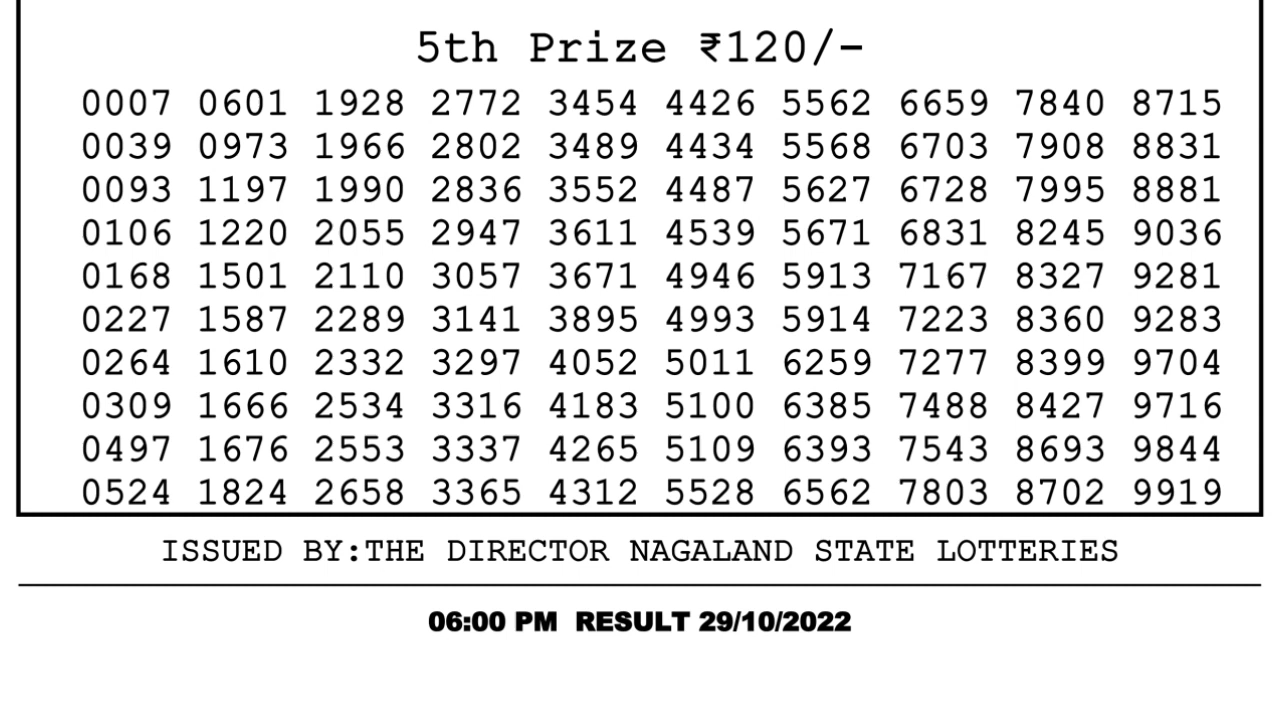 5th Prize ₹120/-
0007 0601 1928 2772 3454 4426 5562 6659 7840 8715
0039 0973 1966 2802 3489 4434 5568 6703 7908 8831
0093 1197 1990 2836 3552 4487 5627 6728 7995 8881
0106 1220 2055 2947 3611 4539 5671 6831 8245 9036
0168 1501 2110 3057 3671 4946 5913 7167 8327 9281
0227 1587 2289 3141 3895 4993 5914 7223 8360 9283
0264 1610 2332 3297 4052 5011 6259 7277 8399 9704
0309 1666 2534 3316 4183 5100 6385 7488 8427 9716
0497 1676 2553 3337 4265 5109 6393 7543 8693 9844
0524 1824 2658 3365 4312 5528 6562 7803 8702 9919
ISSUED BY:THE DIRECTOR NAGALAND STATE LOTTERIES
06:00 PM RESULT 29/10/2022